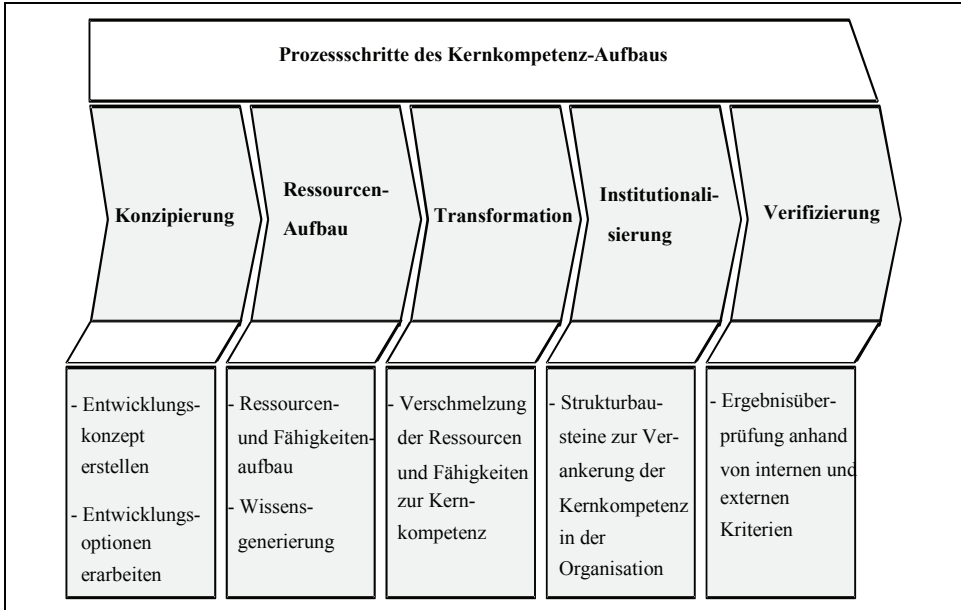 Prozessschritte des Kernkompetenz-Aufbaus
Konzipierung
Ressourcen-
Aufbau
Transformation
Institutionali-
sierung
Verifizierung
- Entwicklungs-
konzept
erstellen
- Entwicklungs-
optionen
erarbeiten
- Ressourcen-
und Fähigkeiten-
aufbau
- Wissens-
generierung
- Verschmelzung
der Ressourcen
und Fähigkeiten
zur Kern-
kompetenz
- Strukturbau-
steine zur Ver-
ankerung der
Kernkompetenz
in der
Organisation
- Ergebnisüber-
prüfung anhand
von internen und
externen
Kriterien